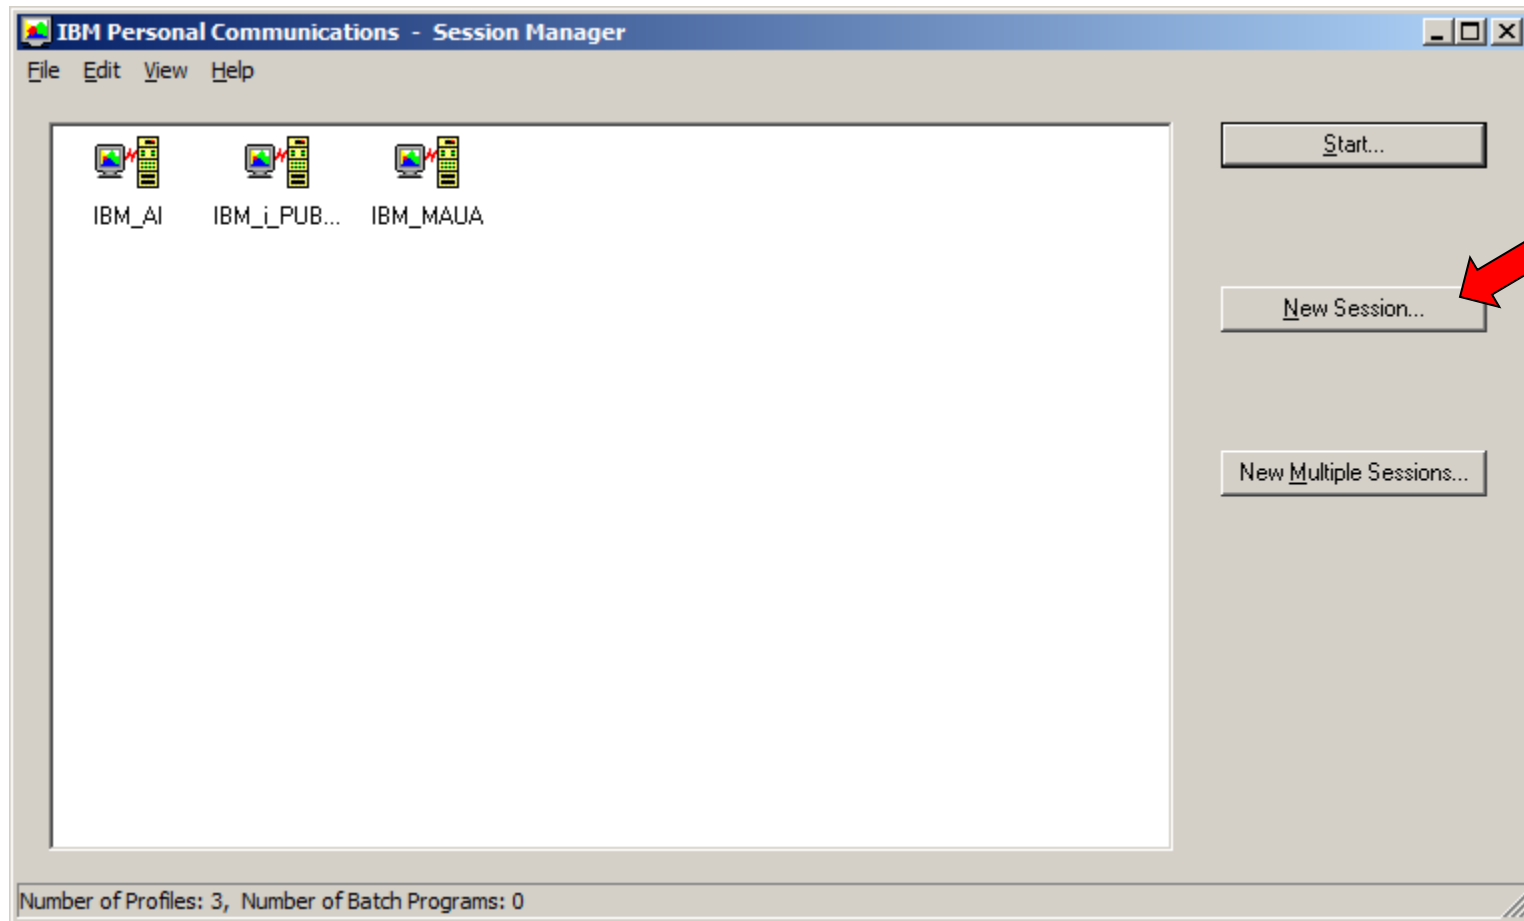 IBM Personal Communications - Session Manager
File Edit View Help
IBM_AI IBM_i_PUB... IBM_MAUA
Start...
New Session...
New Multiple Sessions...
Number of Profiles: 3, Number of Batch Programs: 0